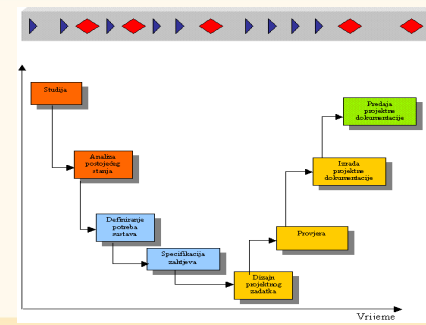 Studija
Analiza
postojećeg
stanja
Definiranje
potreba
sustava
Specifikacija
zahtjeva
Dizajn
projektnog
zadatka
Provjera
Izrada
projektne
dokumentacije
Predaja
projektne
dokumentacije
Vrijeme